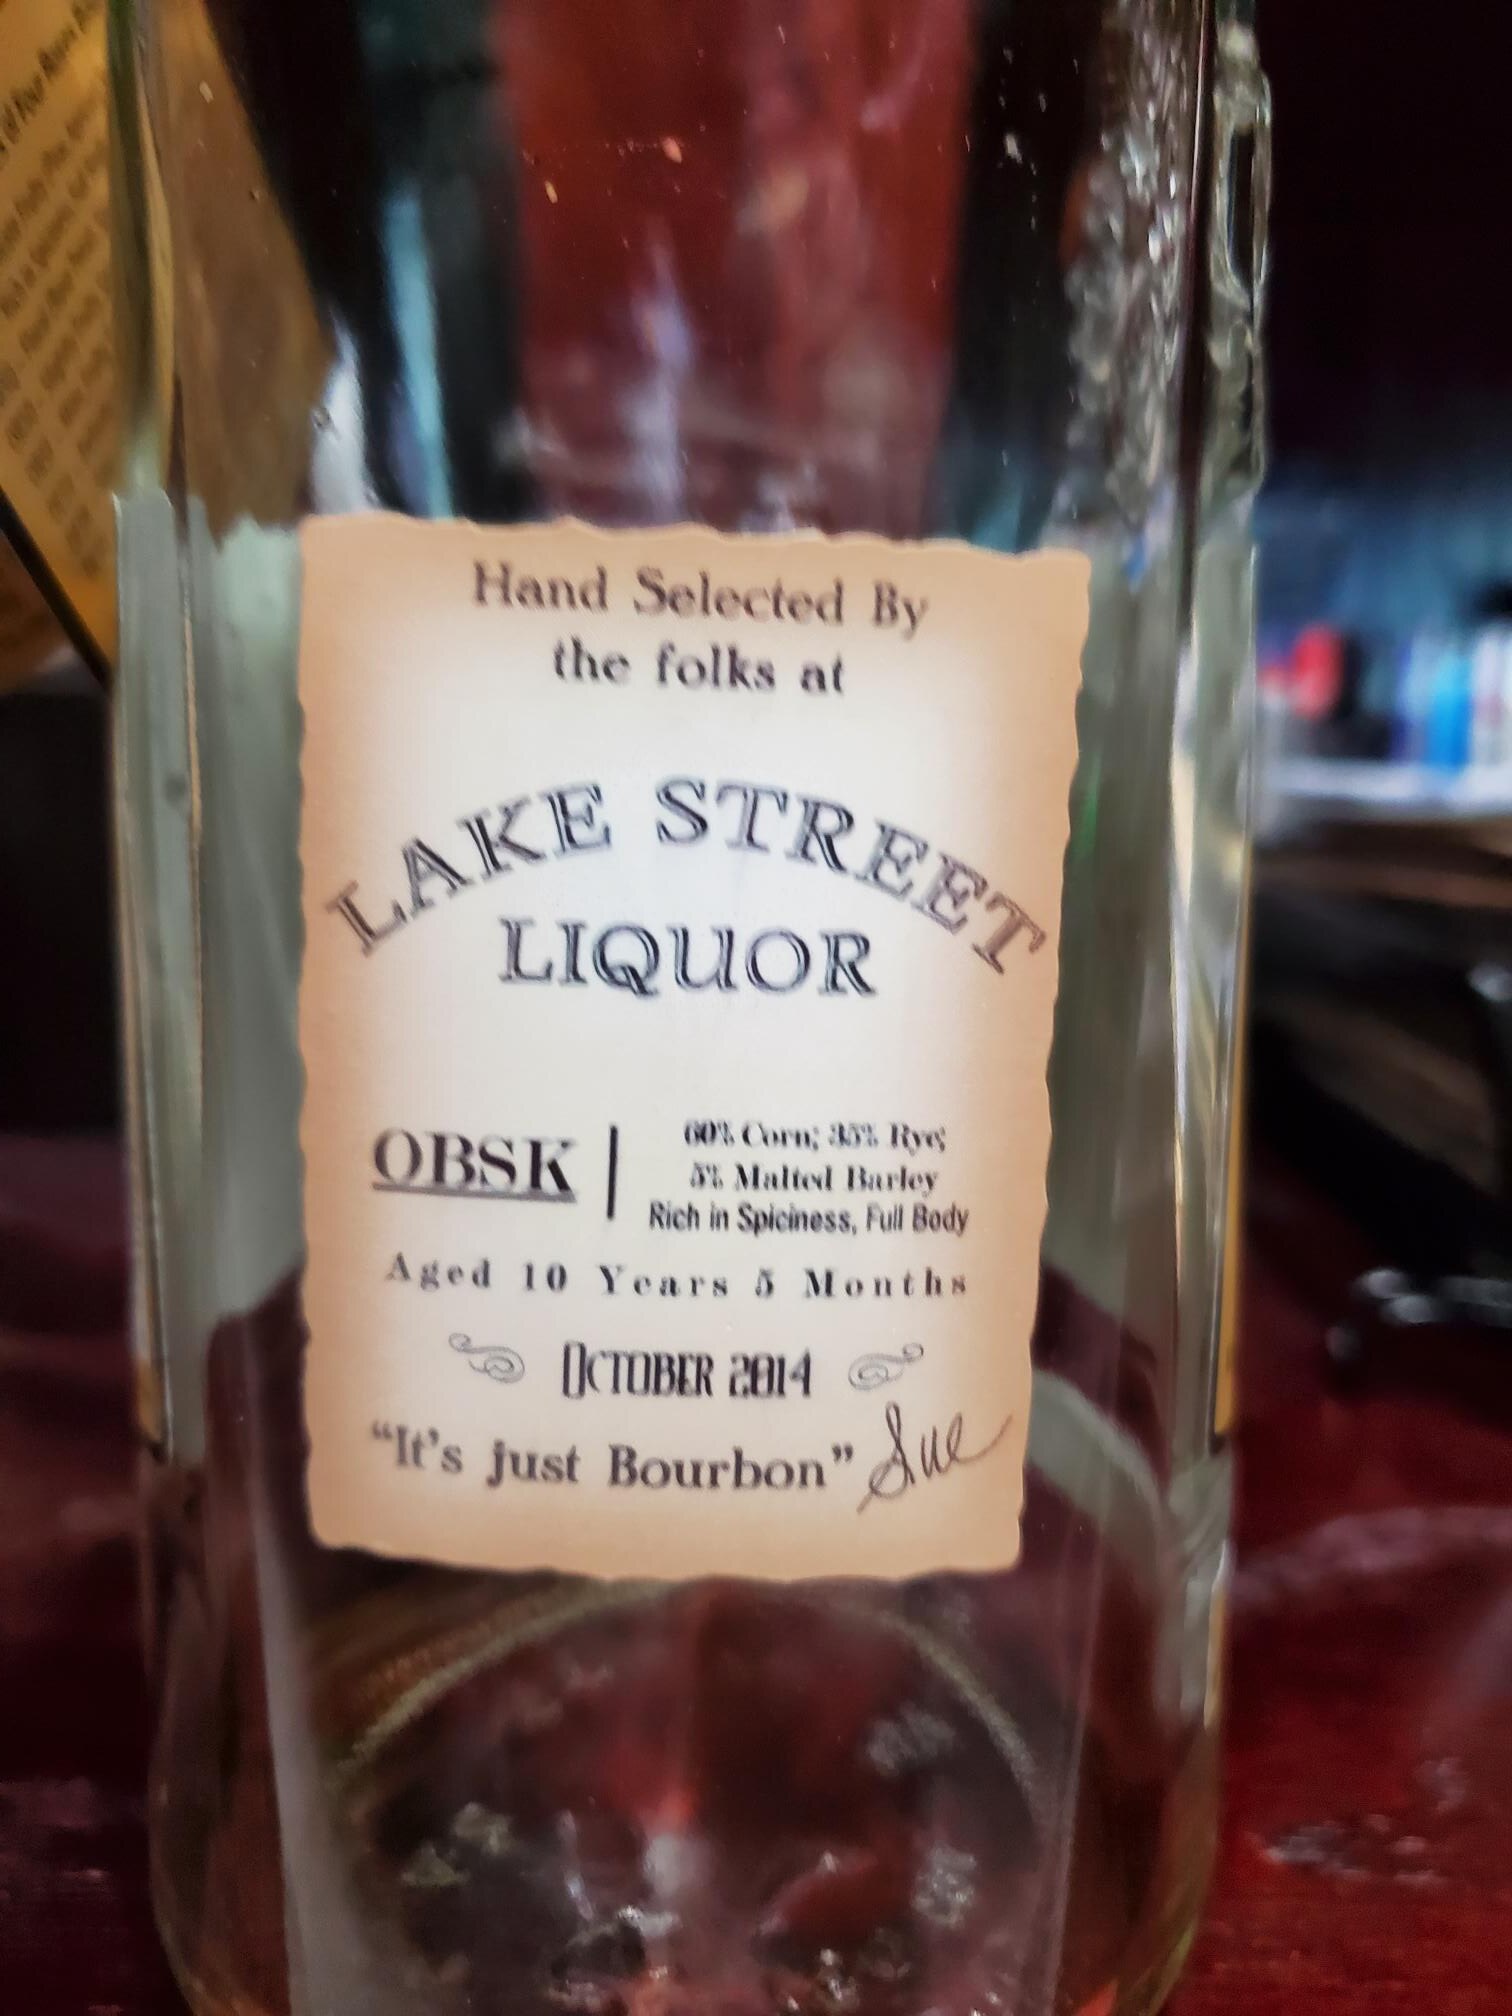 Hand Selected By
the folks at
LAKE STREET
LIQUOR
OBSK
60% Corn; 35% Rye;
5% Malted Barley
Rich in Spiciness, Full Body
Aged 10 Years 5 Months
OCTOBER 2014
"It's just Bourbon" Sue